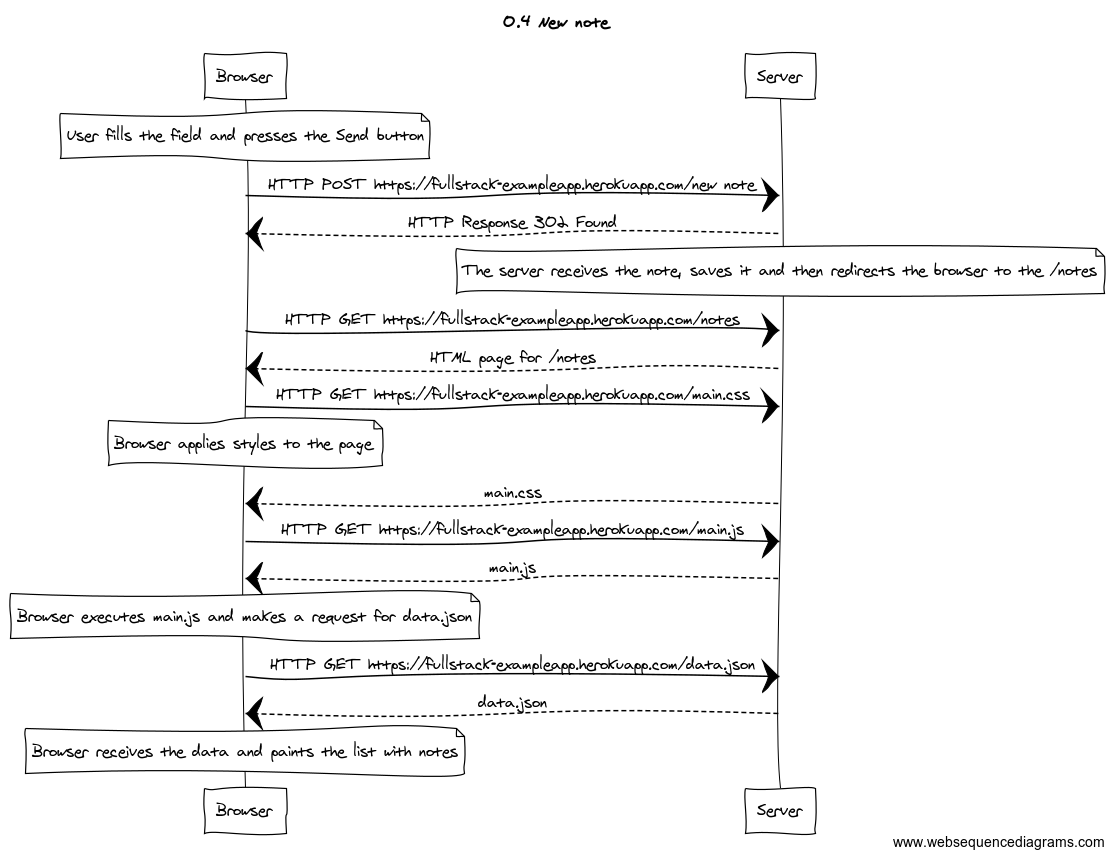 0.4 New note
Browser
Server
User fills the field and presses the Send button
HTTP POST https://fullstack-exampleapp.herokuapp.com/new note
HTTP Response 302 Found
The server receives the note, saves it and then redirects the browser to the /notes
HTTP GET https://fullstack-exampleapp.herokuapp.com/notes
HTML page for /notes
HTTP GET https://fullstack-exampleapp.herokuapp.com/main.css
Browser applies styles to the page
main.css
HTTP GET https://fullstack-exampleapp.herokuapp.com/main.js
main.js
Browser executes main.js and makes a request for data.json
HTTP GET https://fullstack-exampleapp.herokuapp.com/data.json
data.json
Browser receives the data and paints the list with notes
Browser
Server
www.websequencediagrams.com